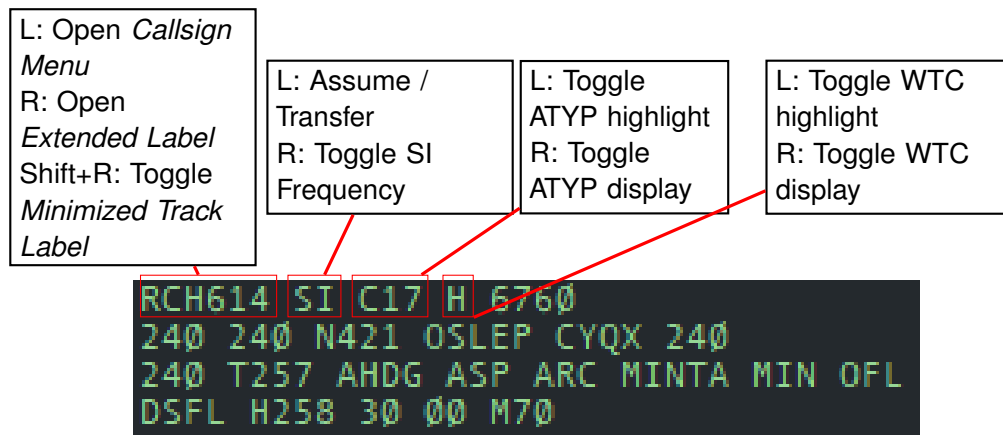 L: Open Callsign
Menu
R: Open
Extended Label
Shift+R: Toggle
Minimized Track
Label
L: Assume /
Transfer
R: Toggle SI
Frequency
L: Toggle
ATYP highlight
R: Toggle
ATYP display
L: Toggle WTC
highlight
R: Toggle WTC
display
RCH614 SI C17 H 6760
240 240 N421 OSLEP CYQX 240
240 T257 AHDG ASP ARC MINTA MIN OFL
DSFL H258 30 00 M70